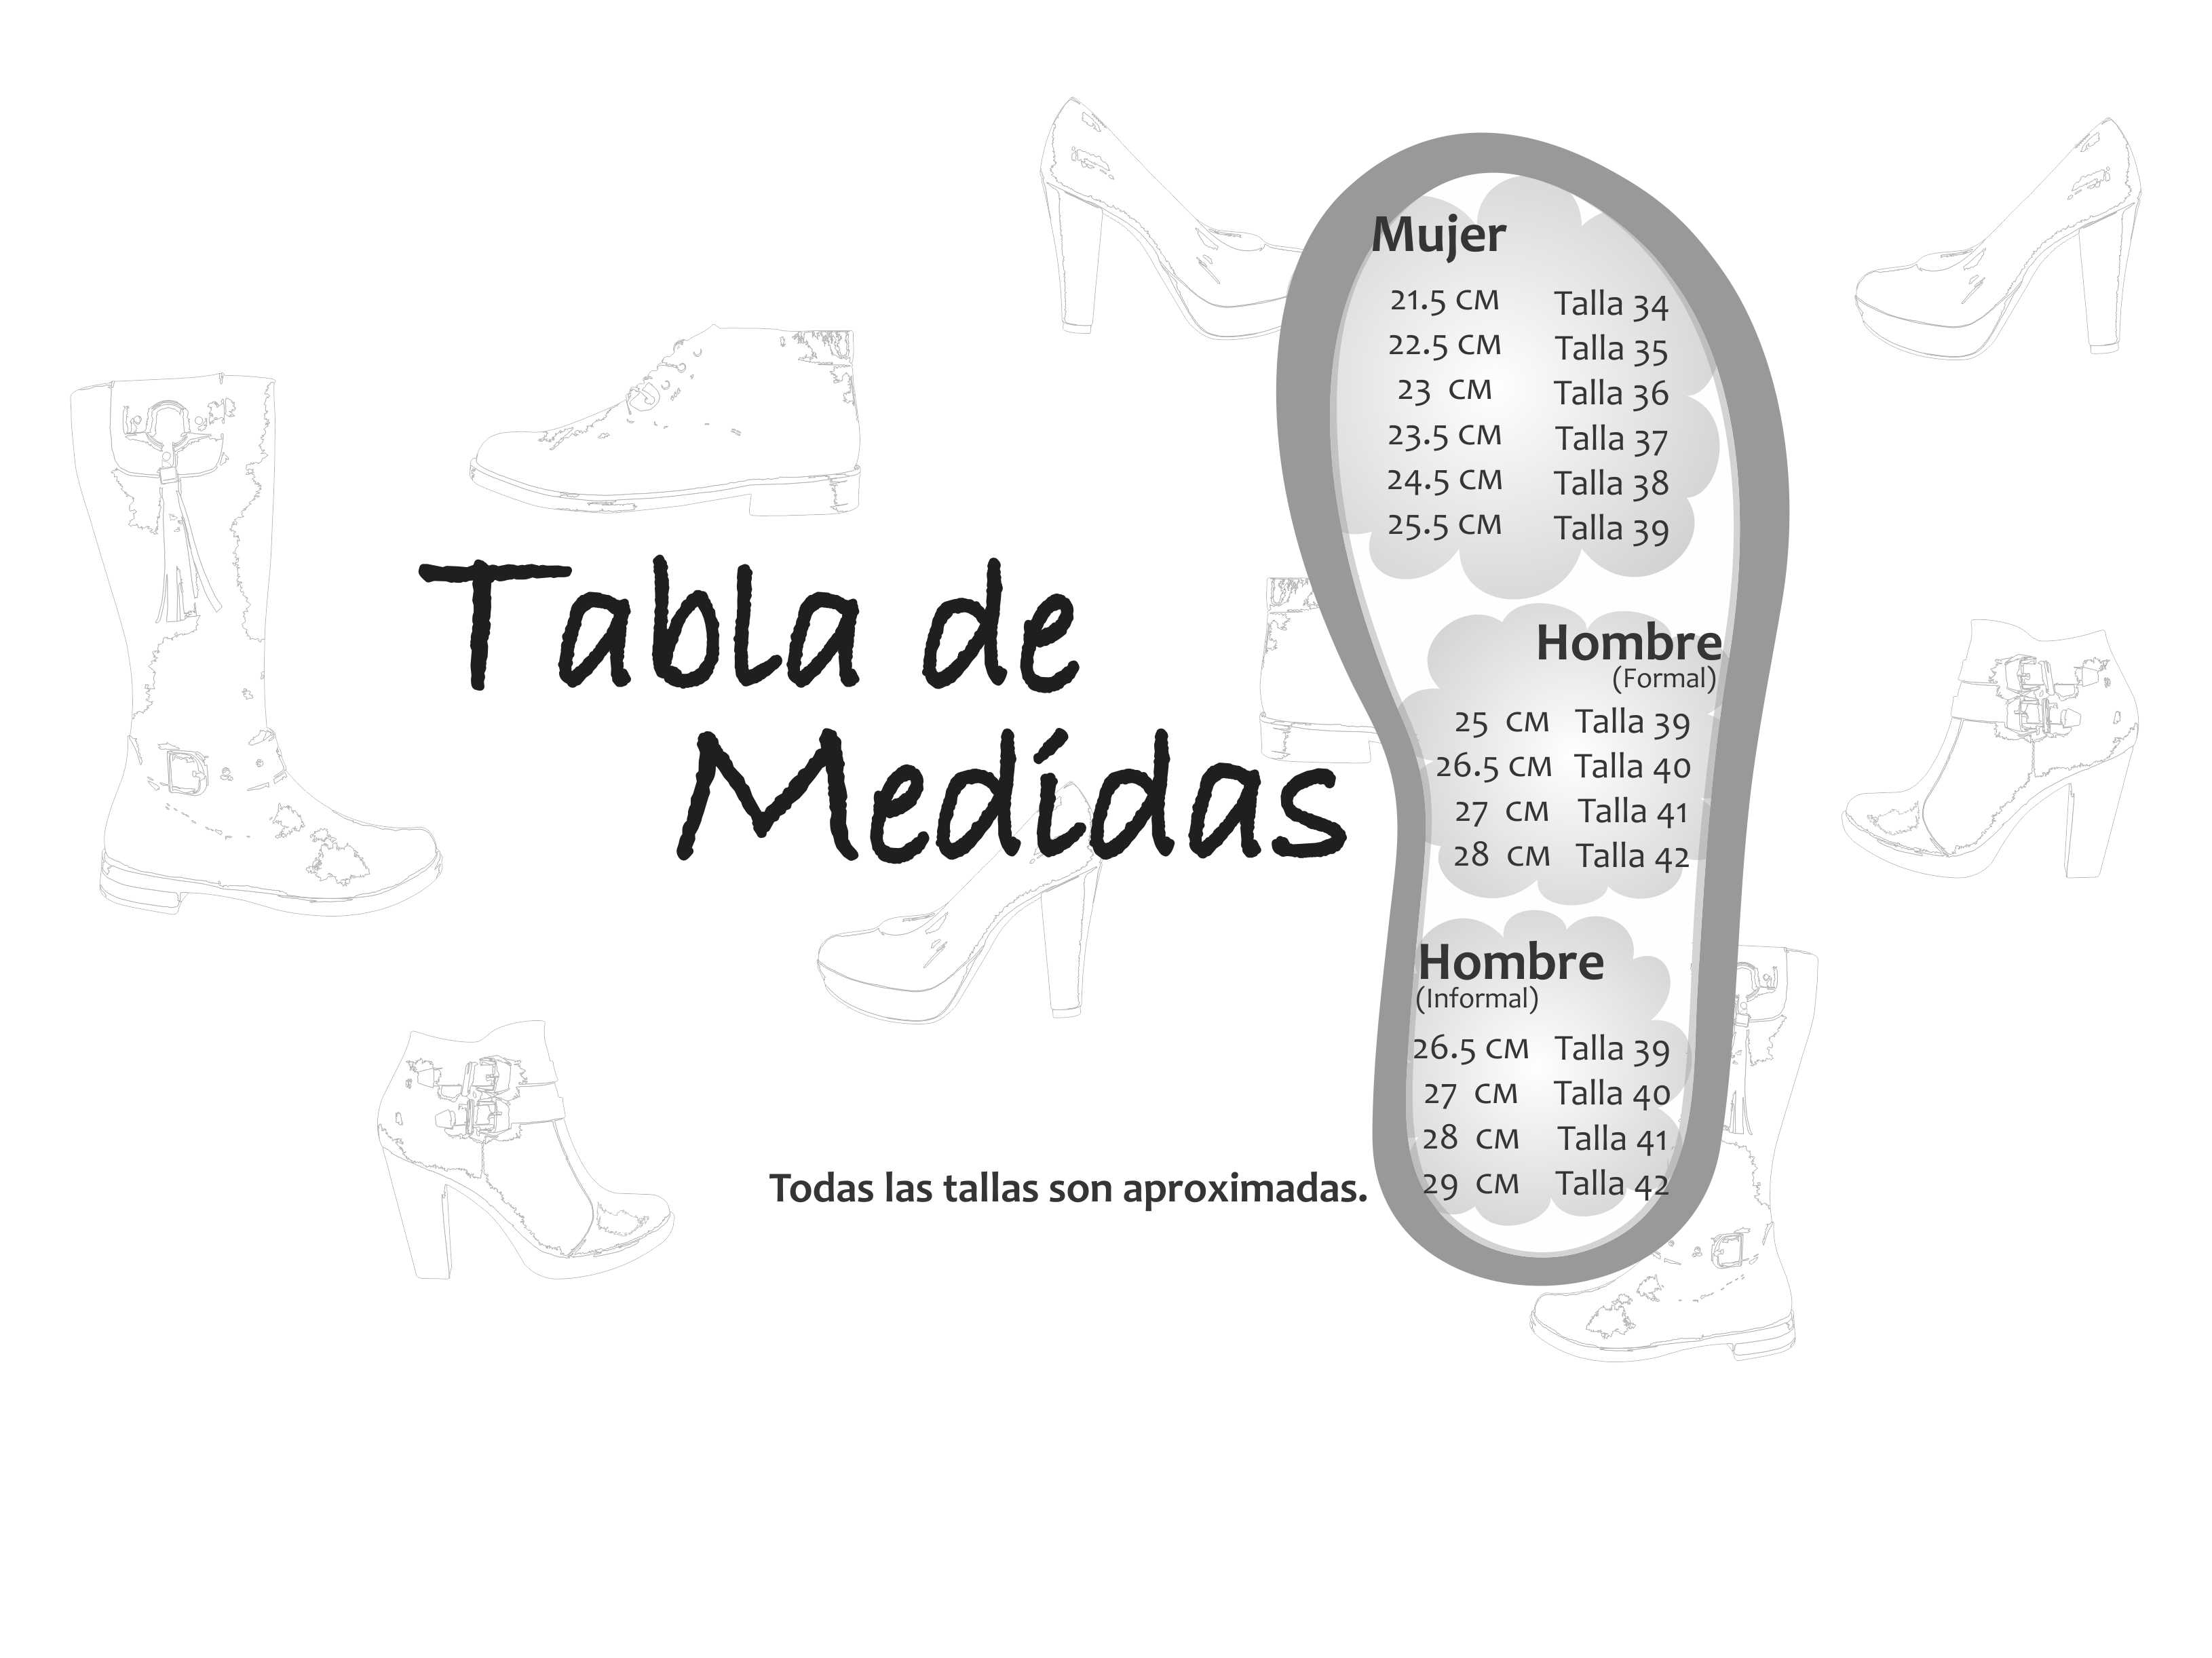 Tabla de
Medidas
Mujer
21.5 CM Talla 34
22.5 CM Talla 35
23 CM Talla 36
23.5 CM Talla 37
24.5 CM Talla 38
25.5 CM Talla 39
Hombre
(Formal)
25 CM Talla 39
26.5 CM Talla 40
27 CM Talla 41
28 CM Talla 42
Hombre
(Informal)
26.5 CM Talla 39
27 CM Talla 40
28 CM Talla 41
29 CM Talla 42
Todas las tallas son aproximadas.